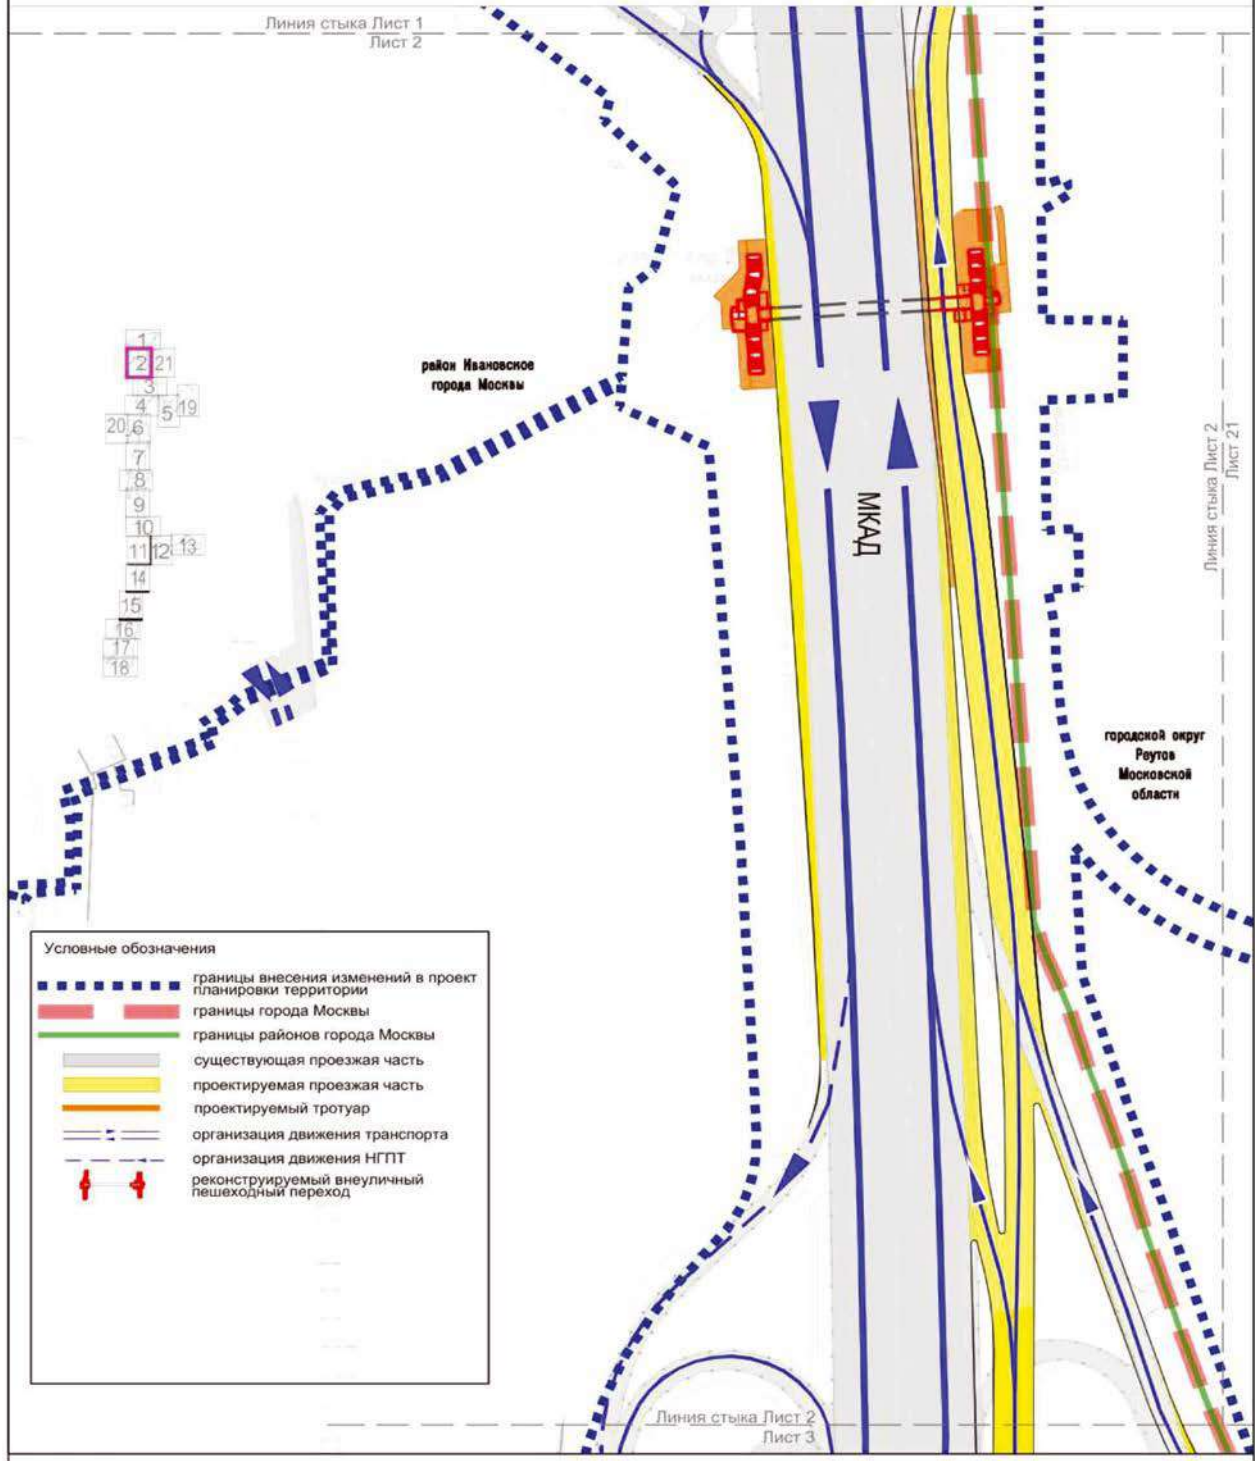 Линия стыка Лист 1
Лист 2
район Ивановское
города Москвы
1
2 21
3
4 5 19
20 6
7
8
9
10
11 12 13
14
15
16
17
18
МКАД
Линия стыка Лист 2
Лист 21
городской округ
Реутов
Московской
области
Условные обозначения
границы внесения изменений в проект
планировки территории
границы города Москвы
границы районов города Москвы
существующая проезжая часть
проектируемая проезжая часть
проектируемый тротуар
организация движения транспорта
организация движения НГПТ
реконструируемый внеуличный
пешеходный переход
Линия стыка Лист 2
Лист 3